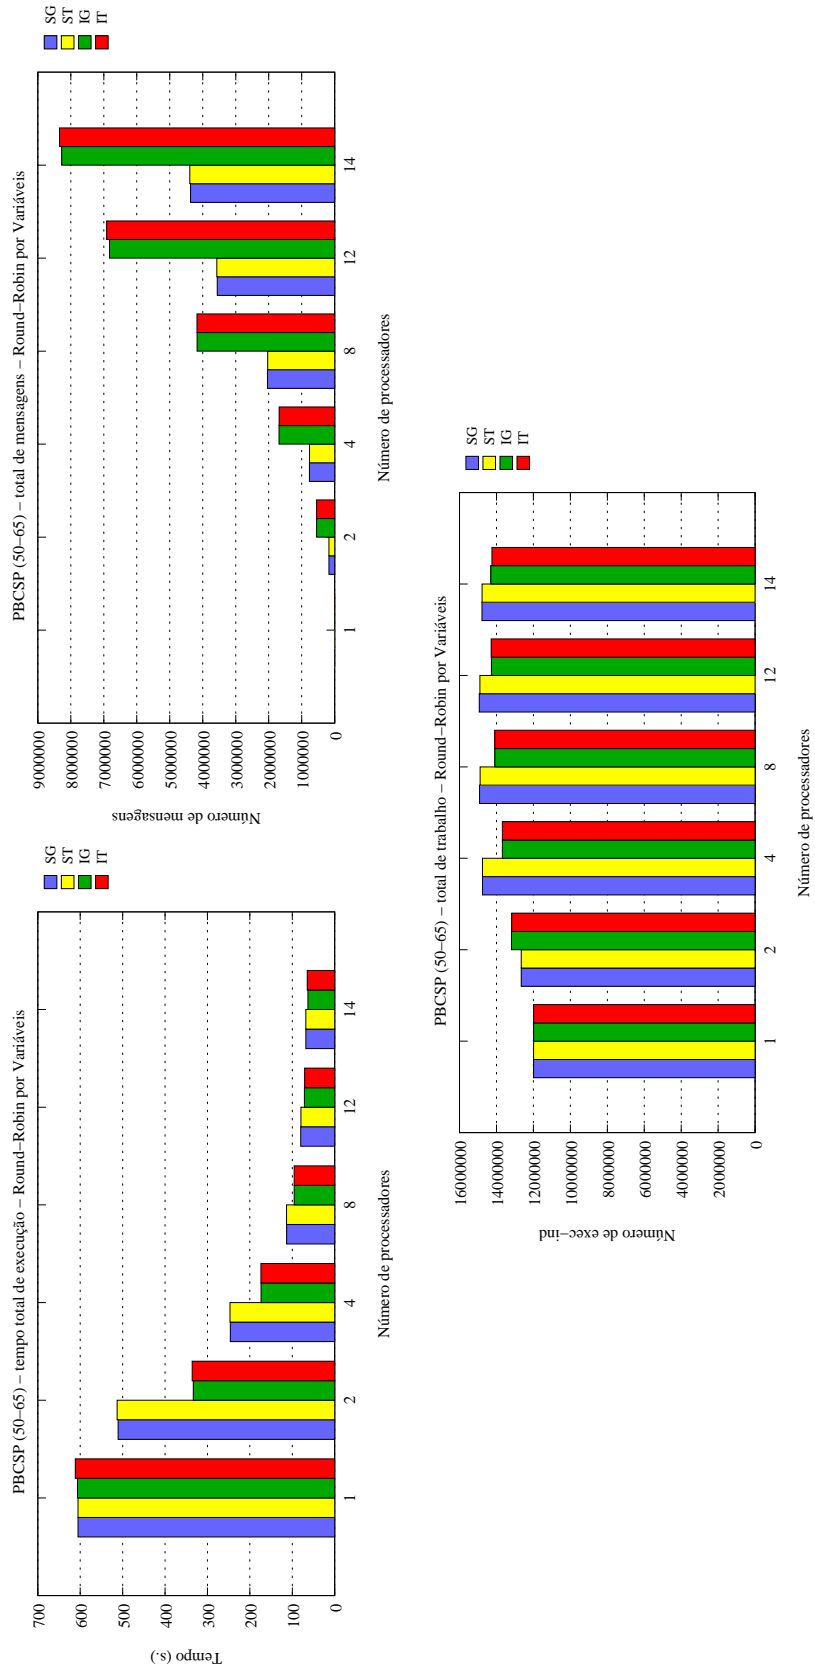 PBCSP (50–65) – tempo total de execução – Round–Robin por Variáveis
SG
ST
IG
IT
Tempo (s.)
700
600
500
400
300
200
100
0
1
2
4
8
12
14
Número de processadores
PBCSP (50–65) – total de mensagens – Round–Robin por Variáveis
SG
ST
IG
IT
Número de mensagens
9000000
8000000
7000000
6000000
5000000
4000000
3000000
2000000
1000000
0
1
2
4
8
12
14
Número de processadores
PBCSP (50–65) – total de trabalho – Round–Robin por Variáveis
SG
ST
IG
IT
Número de exec–ind
16000000
14000000
12000000
10000000
8000000
6000000
4000000
2000000
0
1
2
4
8
12
14
Número de processadores